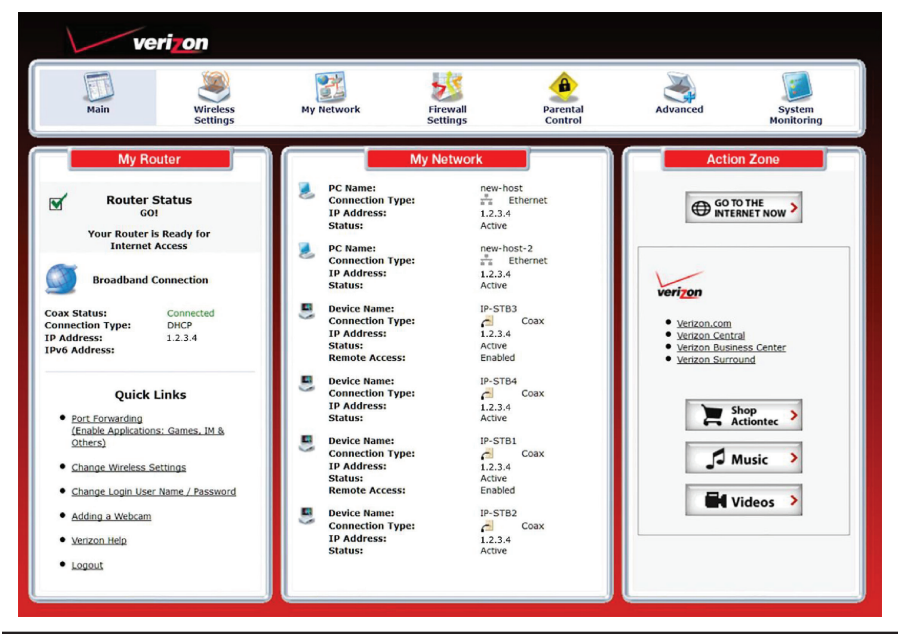 verizon
Main
Wireless
Settings
My Network
Firewall
Settings
Parental
Control
Advanced
System
Monitoring
My Router
Router Status
GO!
Your Router is Ready for
Internet Access
Broadband Connection
Coax Status: Connected
Connection Type: DHCP
IP Address: 1.2.3.4
IPv6 Address:
Quick Links
Port Forwarding
(Enable Applications: Games, IM &
Others)
Change Wireless Settings
Change Login User Name / Password
Adding a Webcam
Verizon Help
Logout
My Network
PC Name: new-host
Connection Type: Ethernet
IP Address: 1.2.3.4
Status: Active
PC Name: new-host-2
Connection Type: Ethernet
IP Address: 1.2.3.4
Status: Active
Device Name: IP-STB3
Connection Type: Coax
IP Address: 1.2.3.4
Status: Active
Remote Access: Enabled
Device Name: IP-STB4
Connection Type: Coax
IP Address: 1.2.3.4
Status: Active
Device Name: IP-STB1
Connection Type: Coax
IP Address: 1.2.3.4
Status: Active
Remote Access: Enabled
Device Name: IP-STB2
Connection Type: Coax
IP Address: 1.2.3.4
Status: Active
Action Zone
GO TO THE
INTERNET NOW
verizon
Verizon.com
Verizon Central
Verizon Business Center
Verizon Surround
Shop
Actiontec
Music
Videos